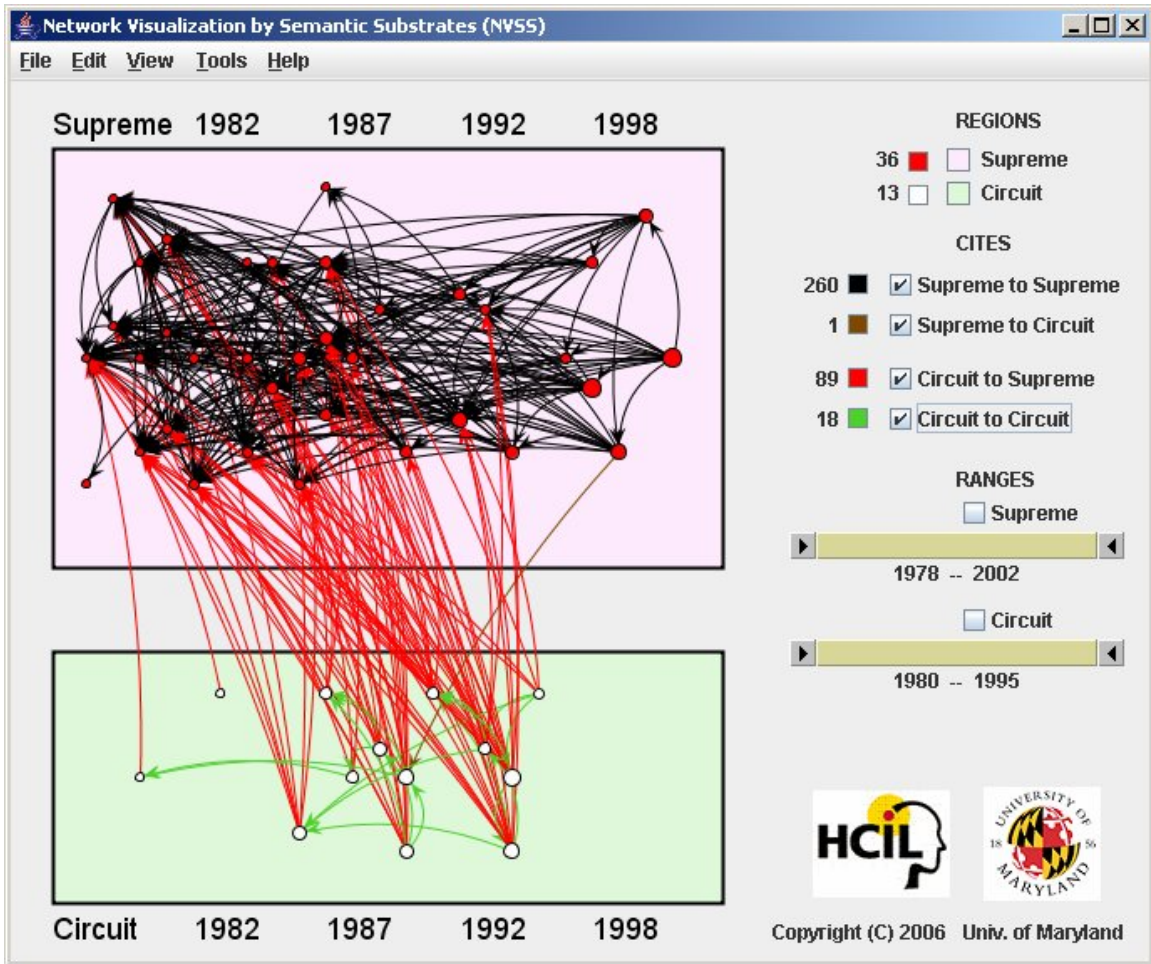 Network Visualization by Semantic Substrates (NVSS)
File Edit View Tools Help
Supreme 1982 1987 1992 1998
REGIONS
36 Supreme
13 Circuit
CITES
260 Supreme to Supreme
1 Supreme to Circuit
89 Circuit to Supreme
18 Circuit to Circuit
RANGES
Supreme
1978 -- 2002
Circuit
1980 -- 1995
HCIL
UNIVERSITY OF
18 56
MARYLAND
Circuit 1982 1987 1992 1998
Copyright (C) 2006 Univ. of Maryland